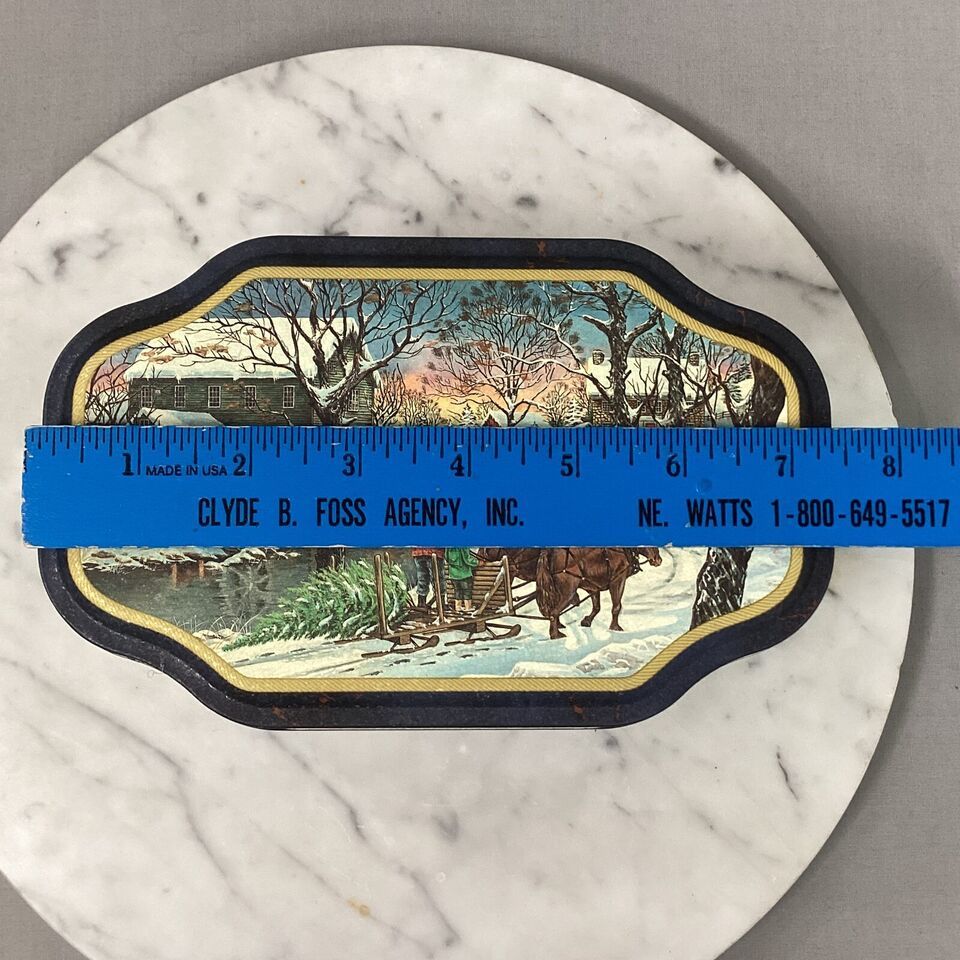 1 MADE IN USA 2 3 4 5 6 7 8
CLYDE B. FOSS AGENCY, INC. NE. WATTS 1-800-649-5517